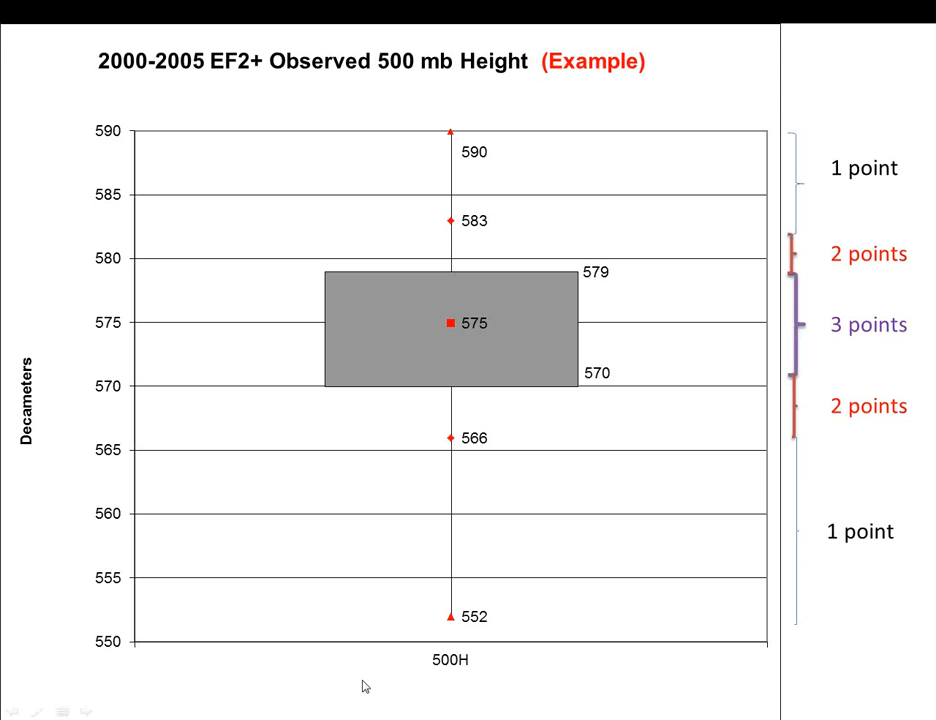 2000-2005 EF2+ Observed 500 mb Height (Example)
590
590
1 point
585
583
580
2 points
579
575
575
3 points
570
570
2 points
Decameters
566
565
560
1 point
555
552
550
500H